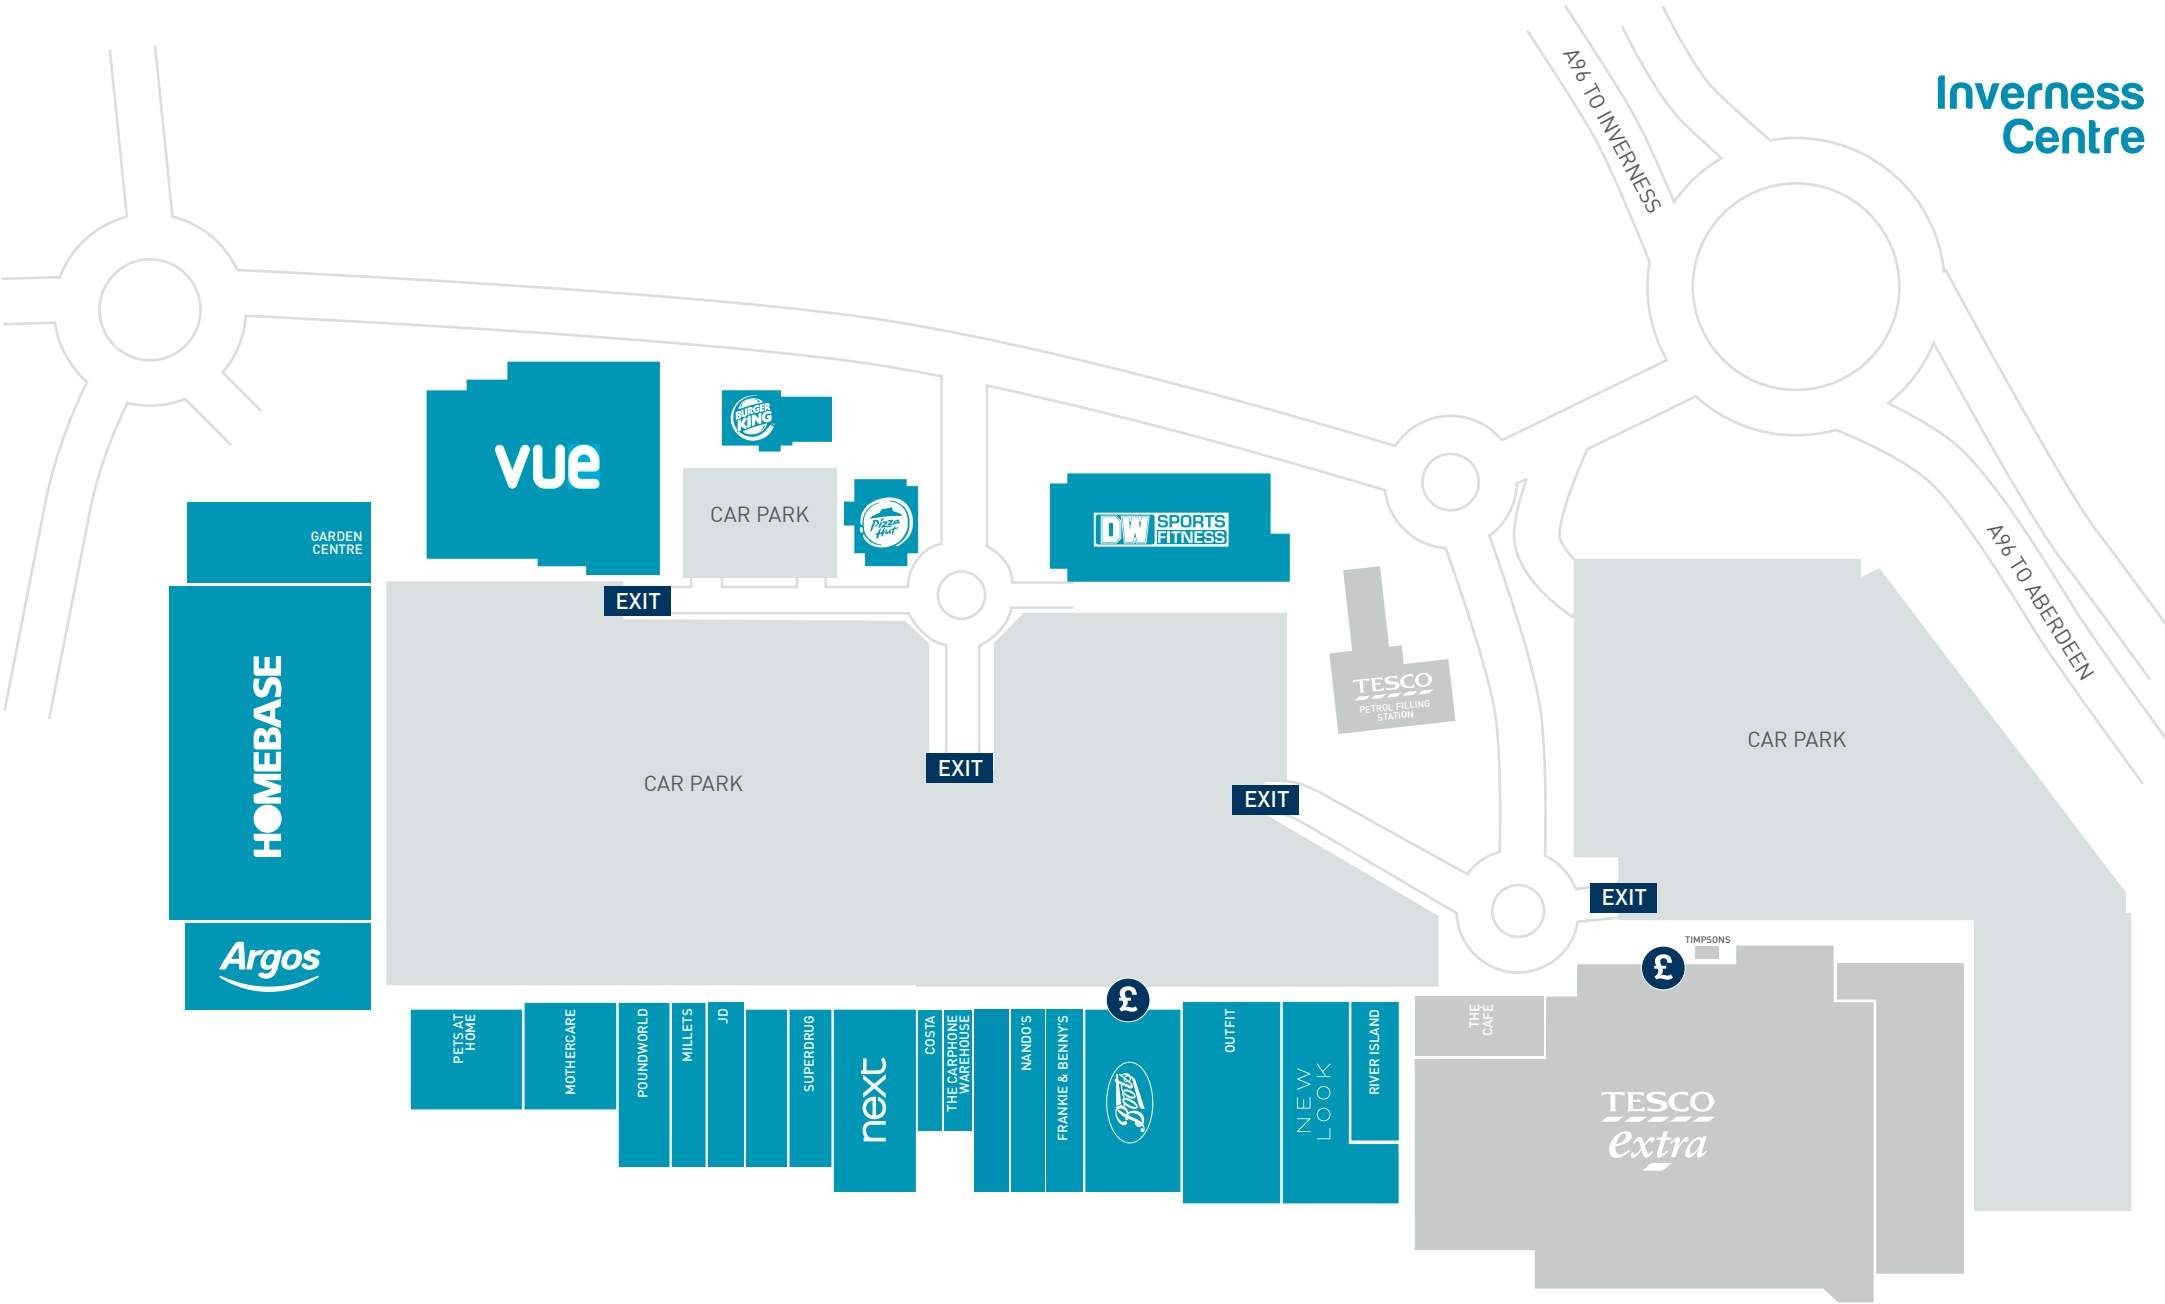 Inverness
Centre
A96 TO INVERNESS
A96 TO ABERDEEN
VUE
BURGER
KING
CAR PARK
Pizza
Hut
DW SPORTS
FITNESS
GARDEN
CENTRE
EXIT
HOMEBASE
TESCO
PETROL FILLING
STATION
CAR PARK
CAR PARK
EXIT
EXIT
EXIT
Argos
TIMPSONS
£
£
PETS AT
HOME
MOTHERCARE
POUNDWORLD
MILLETS
JD
SUPERDRUG
next
COSTA
THE CARPHONE
WAREHOUSE
NANDO'S
FRANKIE & BENNY'S
Boots
OUTFIT
NEW
LOOK
RIVER ISLAND
THE
CAFE
TESCO
extra